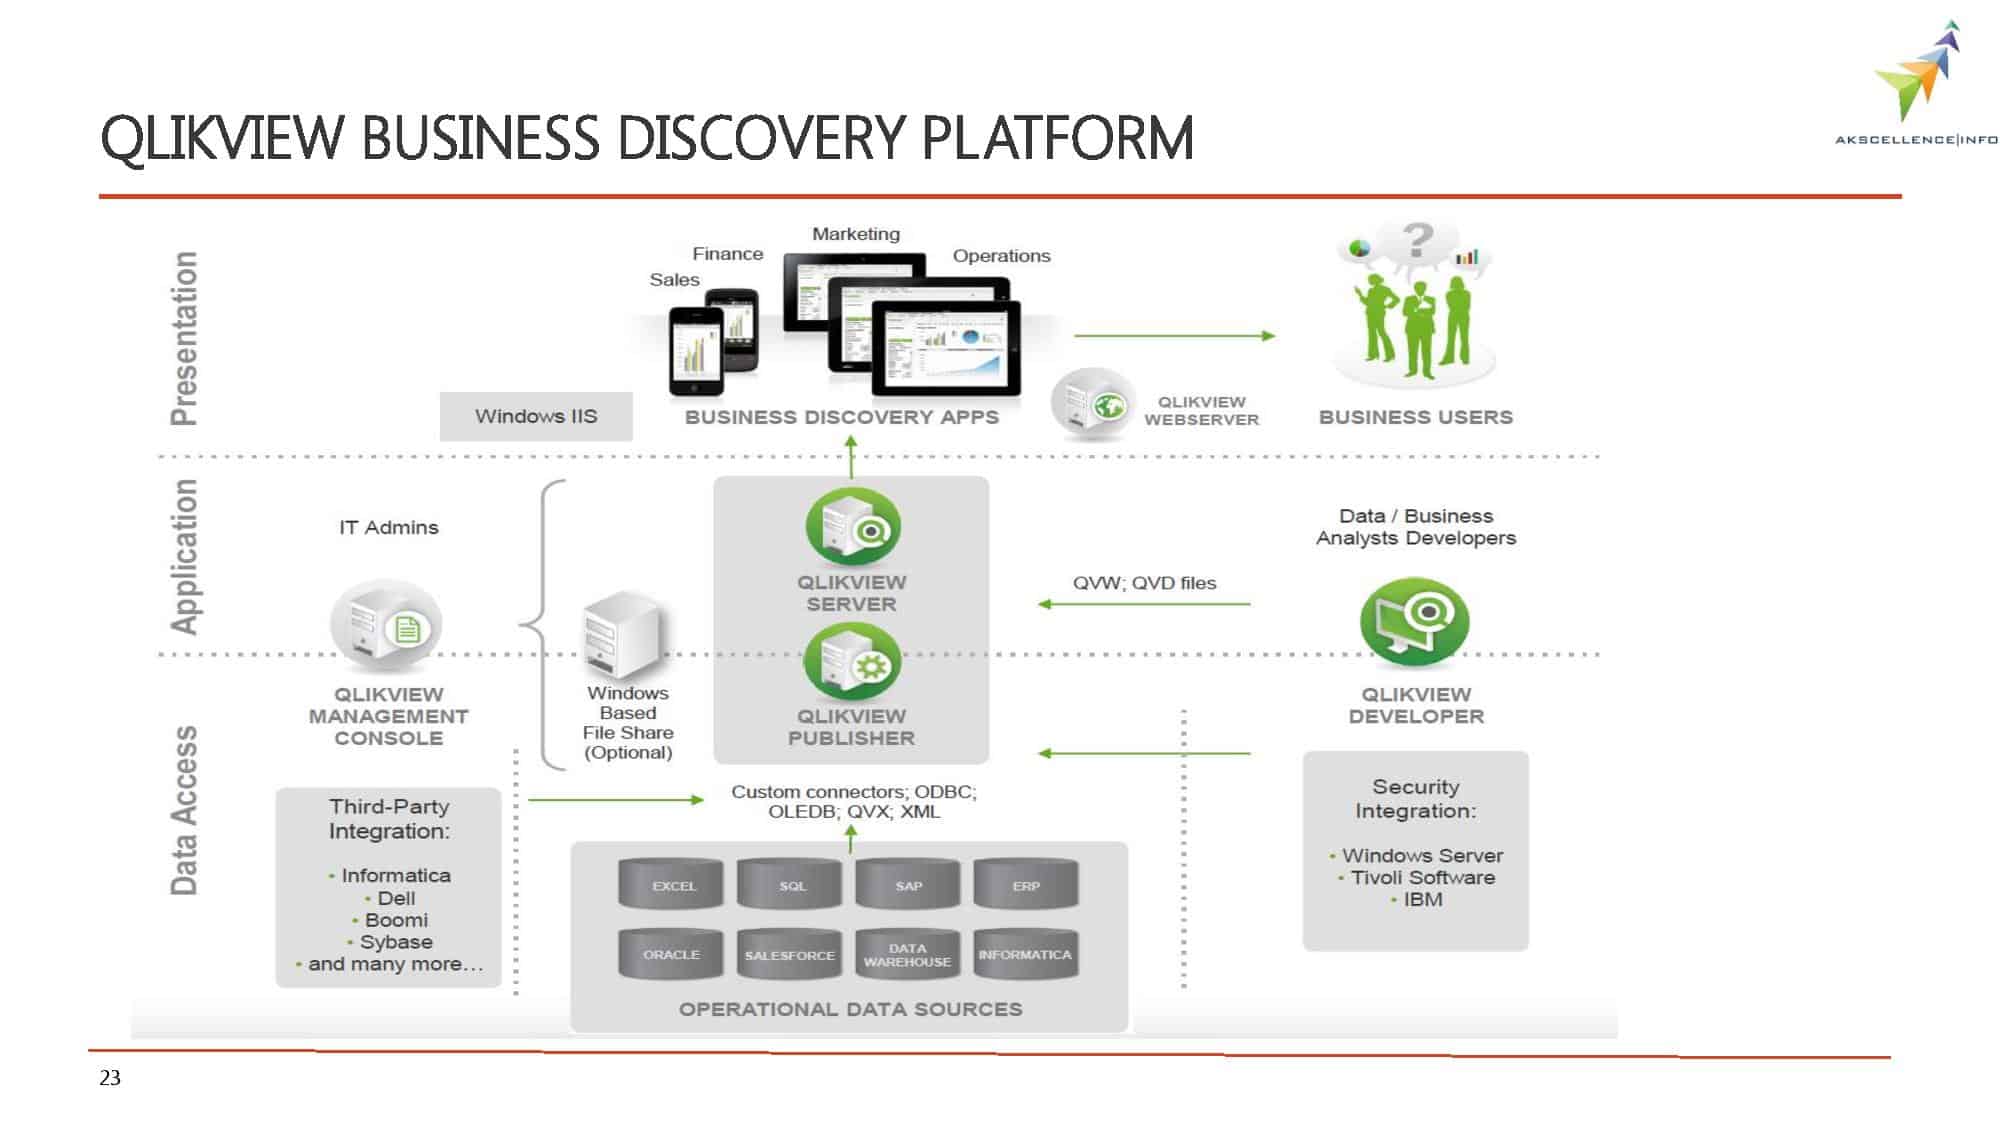 AKSCELLENCE|INFO
QLIKVIEW BUSINESS DISCOVERY PLATFORM
Presentation
Marketing
Finance
Operations
Sales
Windows IIS
BUSINESS DISCOVERY APPS
QLIKVIEW
WEBSERVER
BUSINESS USERS
?
Application
IT Admins
QLIKVIEW
MANAGEMENT
CONSOLE
Windows
Based
File Share
(Optional)
QLIKVIEW
SERVER
QLIKVIEW
PUBLISHER
QVW; QVD files
Data / Business
Analysts Developers
QLIKVIEW
DEVELOPER
Data Access
Third-Party
Integration:
• Informatica
• Dell
• Boomi
• Sybase
• and many more…
Custom connectors; ODBC;
OLEDB; QVX; XML
EXCEL
SQL
SAP
ERP
ORACLE
SALESFORCE
DATA
WAREHOUSE
INFORMATICA
OPERATIONAL DATA SOURCES
Security
Integration:
• Windows Server
• Tivoli Software
• IBM
23